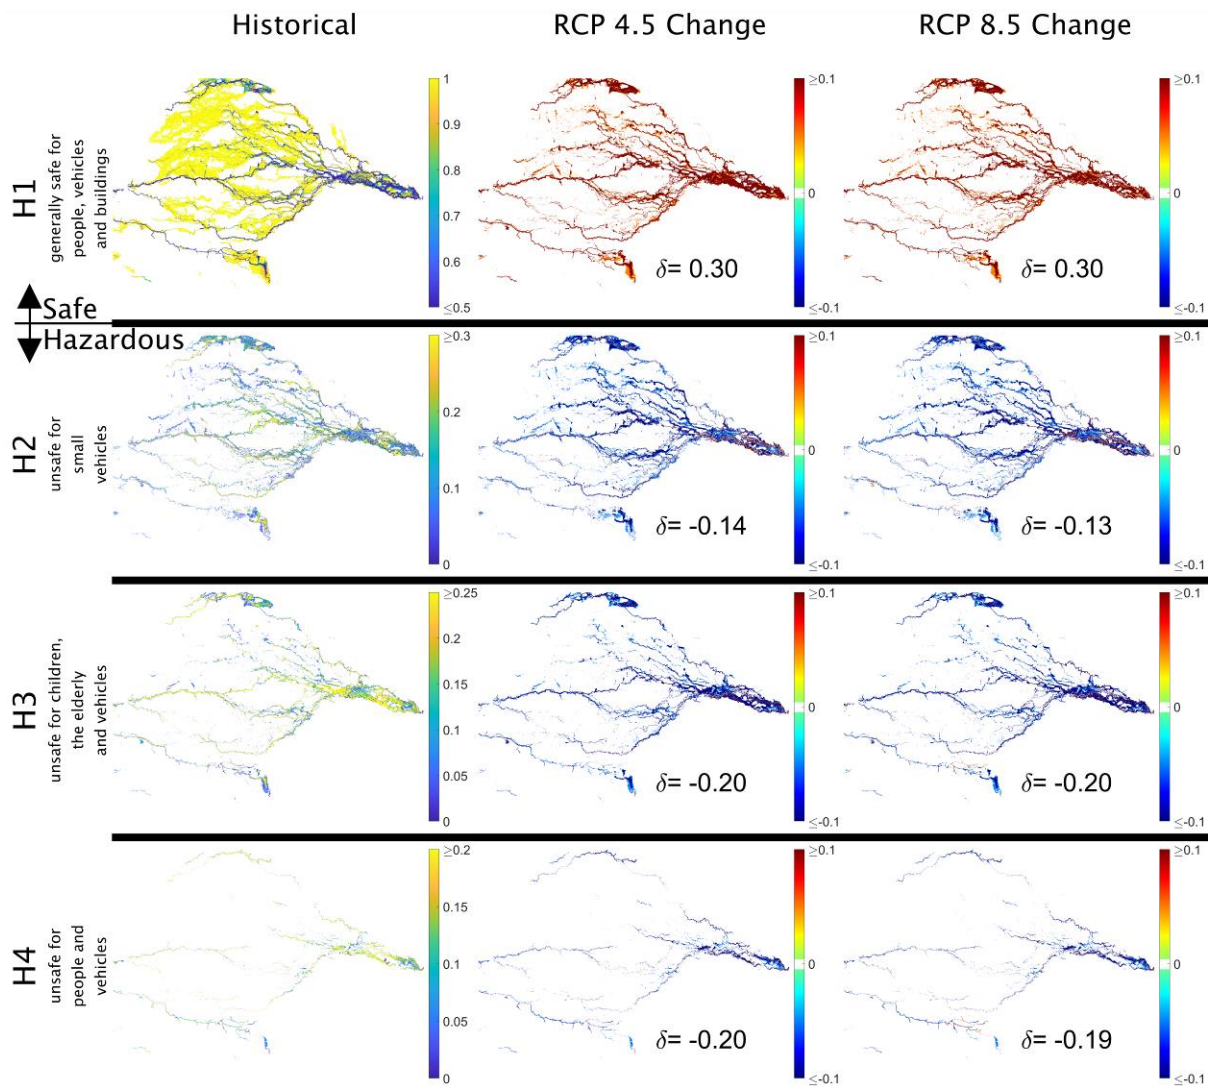 Historical
RCP 4.5 Change
RCP 8.5 Change
H1
generally safe for
people, vehicles
and buildings
1
0.9
0.8
0.7
0.6
≤0.5
≥0.1
0
≤-0.1
δ= 0.30
≥0.1
0
≤-0.1
δ= 0.30
Safe
Hazardous
H2
unsafe for
small
vehicles
≥0.3
0.2
0.1
0
≥0.1
0
≤-0.1
δ= -0.14
≥0.1
0
≤-0.1
δ= -0.13
H3
unsafe for children,
the elderly
and vehicles
≥0.25
0.2
0.15
0.1
0.05
0
≥0.1
0
≤-0.1
δ= -0.20
≥0.1
0
≤-0.1
δ= -0.20
H4
unsafe for
people and
vehicles
≥0.2
0.15
0.1
0.05
0
≥0.1
0
≤-0.1
δ= -0.20
≥0.1
0
≤-0.1
δ= -0.19